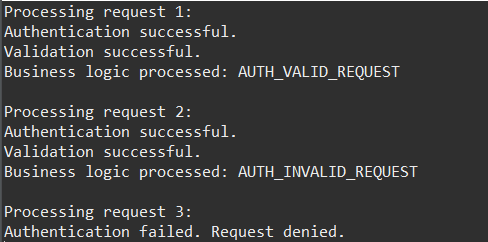 Processing request 1:
Authentication successful.
Validation successful.
Business logic processed: AUTH_VALID_REQUEST
Processing request 2:
Authentication successful.
Validation successful.
Business logic processed: AUTH_INVALID_REQUEST
Processing request 3:
Authentication failed. Request denied.